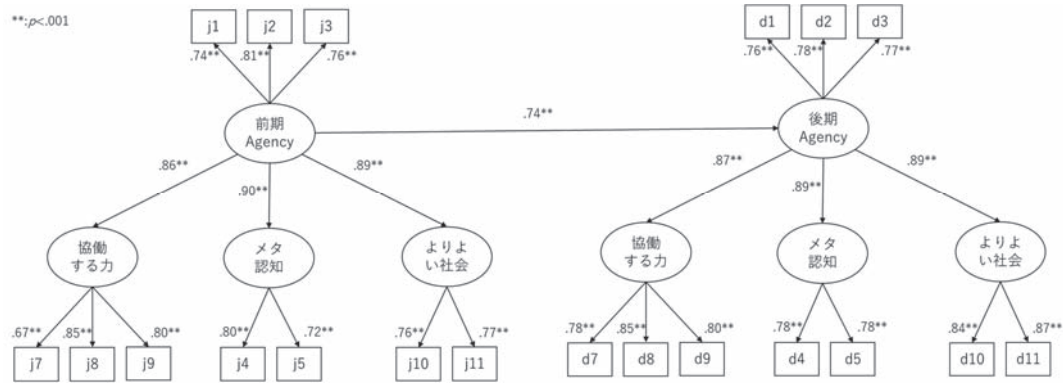 **:p<.001
j1 j2 j3
d1 d2 d3
.74** .81** .76**
.76** .78** .77**
前期
Agency
.74**
後期
Agency
.86** .90** .89**
.87** .89** .89**
協働
する力
メタ
認知
よりよ
い社会
協働
する力
メタ
認知
よりよ
い社会
.67** .85** .80** .80** .72** .76** .77**
.78** .85** .80** .78** .78** .84** .87**
j7 j8 j9 j4 j5 j10 j11
d7 d8 d9 d4 d5 d10 d11